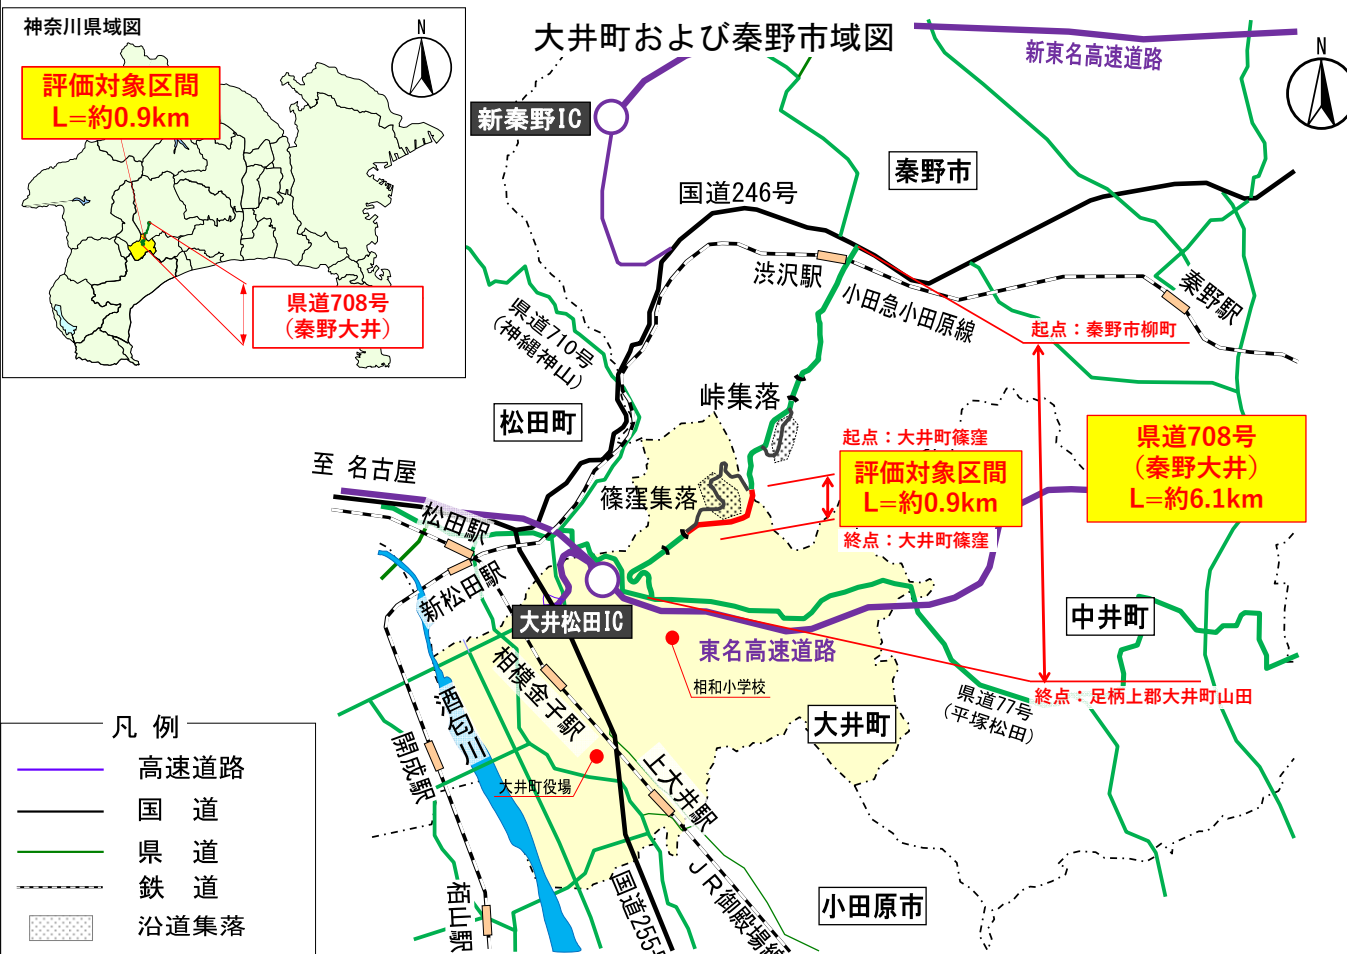 神奈川県域図
N
評価対象区間
L=約0.9km
県道708号
（秦野大井）
大井町および秦野市域図
新東名高速道路
N
新秦野IC
秦野市
国道246号
渋沢駅
小田急小田原線
秦野駅
起点：秦野市柳町
県道710号
（神縄神山）
松田町
峠集落
起点：大井町篠窪
評価対象区間
L=約0.9km
終点：大井町篠窪
県道708号
（秦野大井）
L=約6.1km
至 名古屋
篠窪集落
松田駅
新松田駅
大井松田IC
中井町
東名高速道路
相和小学校
相模金子駅
県道77号
（平塚松田）
終点：足柄上郡大井町山田
大井町
酒匂川
開成駅
大井町役場
上大井駅
凡 例
高速道路
国 道
県 道
鉄 道
沿道集落
栢山駅
国道255号
JR御殿場線
小田原市